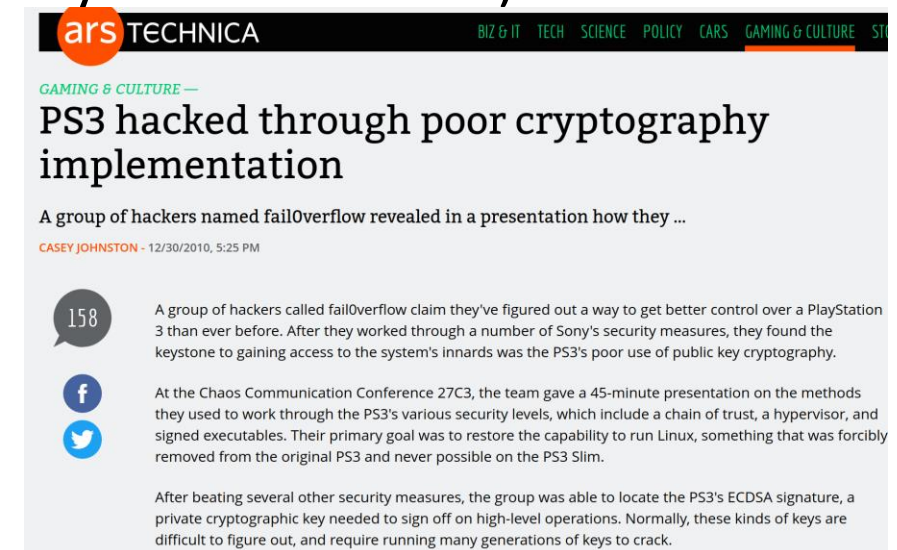 ars TECHNICA
BIZ & IT TECH SCIENCE POLICY CARS GAMING & CULTURE
GAMING & CULTURE —
PS3 hacked through poor cryptography
implementation
A group of hackers named fail0verflow revealed in a presentation how they ...
CASEY JOHNSTON - 12/30/2010, 5:25 PM
158
A group of hackers called fail0verflow claim they've figured out a way to get better control over a PlayStation
3 than ever before. After they worked through a number of Sony's security measures, they found the
keystone to gaining access to the system's innards was the PS3's poor use of public key cryptography.
At the Chaos Communication Conference 27C3, the team gave a 45-minute presentation on the methods
they used to work through the PS3's various security levels, which include a chain of trust, a hypervisor, and
signed executables. Their primary goal was to restore the capability to run Linux, something that was forcibly
removed from the original PS3 and never possible on the PS3 Slim.
After beating several other security measures, the group was able to locate the PS3's ECDSA signature, a
private cryptographic key needed to sign off on high-level operations. Normally, these kinds of keys are
difficult to figure out, and require running many generations of keys to crack.